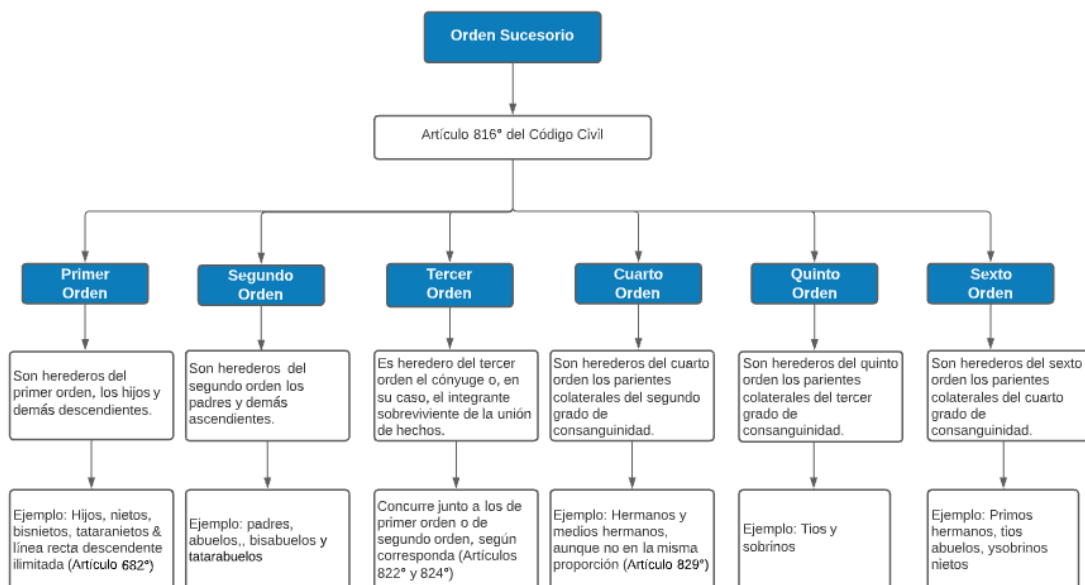 Orden Sucesorio
Artículo 816° del Código Civil
Primer
Orden
Segundo
Orden
Tercer
Orden
Cuarto
Orden
Quinto
Orden
Sexto
Orden
Son herederos del
primer orden, los hijos y
demás descendientes.
Son herederos del
segundo orden los
padres y demás
ascendientes.
Es heredero del tercer
orden el cónyuge o, en
su caso, el integrante
sobreviviente de la unión
de hechos.
Son herederos del cuarto
orden los parientes
colaterales del segundo
grado de
consanguinidad.
Son herederos del quinto
orden los parientes
colaterales del tercer
grado de
consanguinidad.
Son herederos del sexto
orden los parientes
colaterales del cuarto
grado de
consanguinidad.
Ejemplo: Hijos, nietos,
bisnietos, tataranietos &
línea recta descendente
ilimitada (Artículo 682°)
Ejemplo: padres,
abuelos,, bisabuelos y
tatarabuelos
Concurre junto a los de
primer orden o de
segundo orden, según
corresponda (Artículos
822° y 824°)
Ejemplo: Hermanos y
medios hermanos,
aunque no en la misma
proporción (Artículo 829°)
Ejemplo: Tios y
sobrinos
Ejemplo: Primos
hermanos, tios
abuelos, ysobrinos
nietos